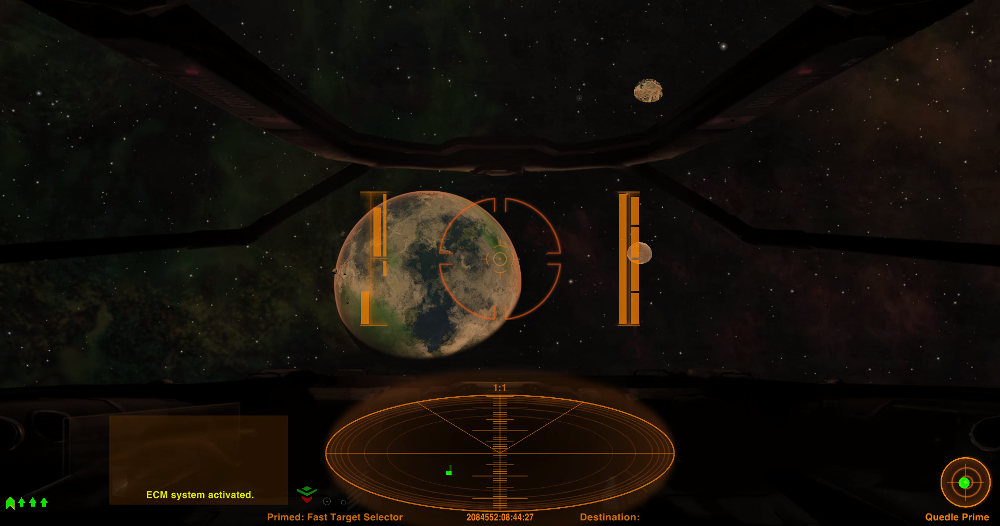 1:1
ECM system activated.
Primed: Fast Target Selector
2084552:08:44:27
Destination:
Quedle Prime